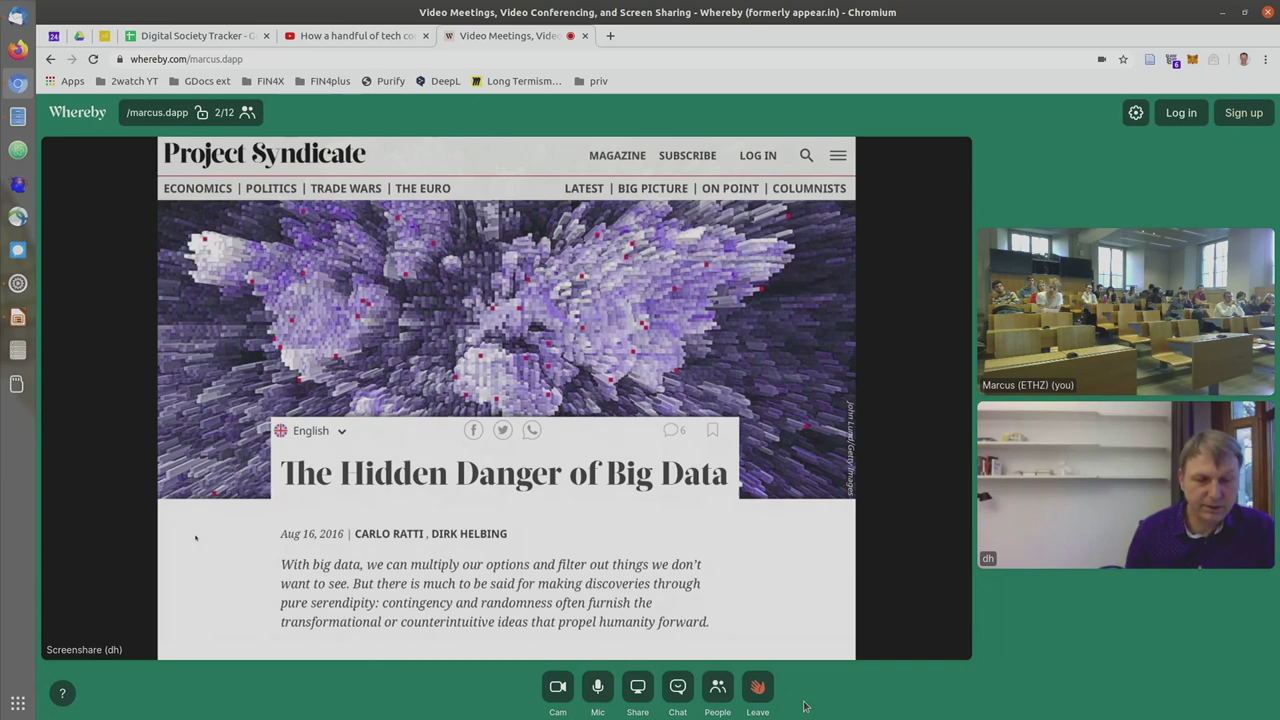 Video Meetings, Video Conferencing, and Screen Sharing - Whereby (formerly appear.in) - Chromium
24
Digital Society Tracker - G
How a handful of tech co
Video Meetings, Vide
whereby.com/marcus.dapp
6
Apps
2watch YT
GDocs ext
FIN4X
FIN4plus
Purify
DeepL
Long Termism…
priv
Whereby
/marcus.dapp
2/12
Log in
Sign up
Project Syndicate
MAGAZINE
SUBSCRIBE
LOG IN
ECONOMICS | POLITICS | TRADE WARS | THE EURO
LATEST | BIG PICTURE | ON POINT | COLUMNISTS
John Lund/Getty Images
English
6
The Hidden Danger of Big Data
Aug 16, 2016 | CARLO RATTI , DIRK HELBING
With big data, we can multiply our options and filter out things we don't
want to see. But there is much to be said for making discoveries through
pure serendipity: contingency and randomness often furnish the
transformational or counterintuitive ideas that propel humanity forward.
Screenshare (dh)
Marcus (ETHZ) (you)
dh
?
Cam
Mic
Share
Chat
People
Leave